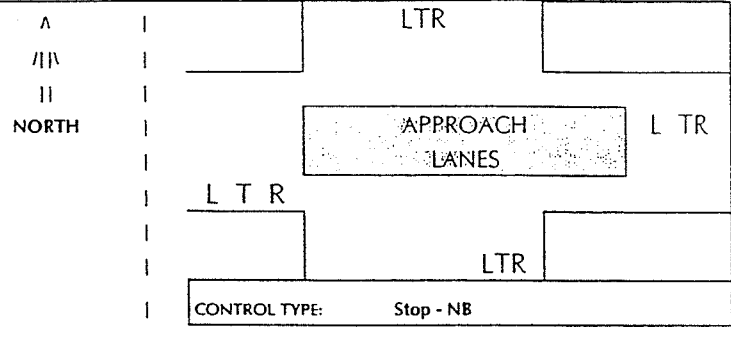 LTR
NORTH
APPROACH
LANES
L TR
L T R
LTR
CONTROL TYPE: Stop - NB